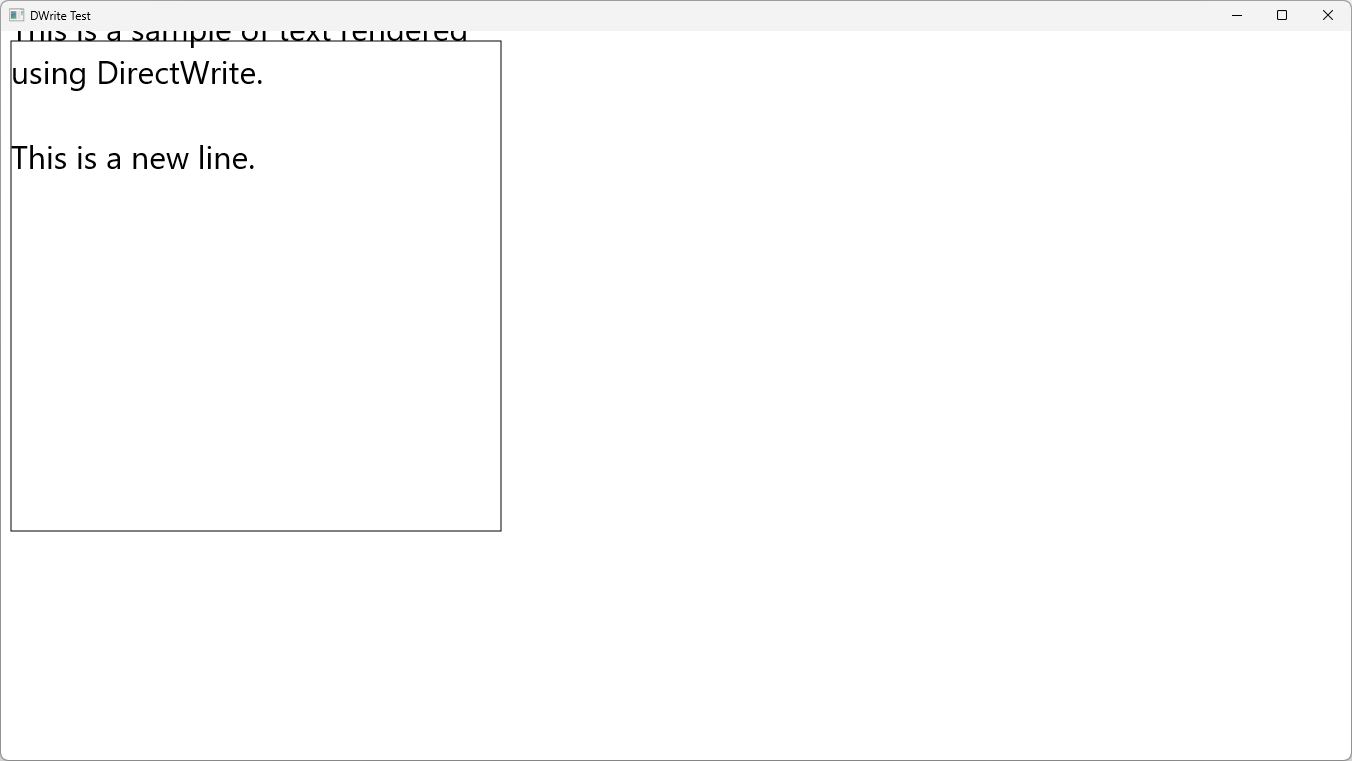 DWrite Test
This is a sample of text rendered
using DirectWrite.
This is a new line.